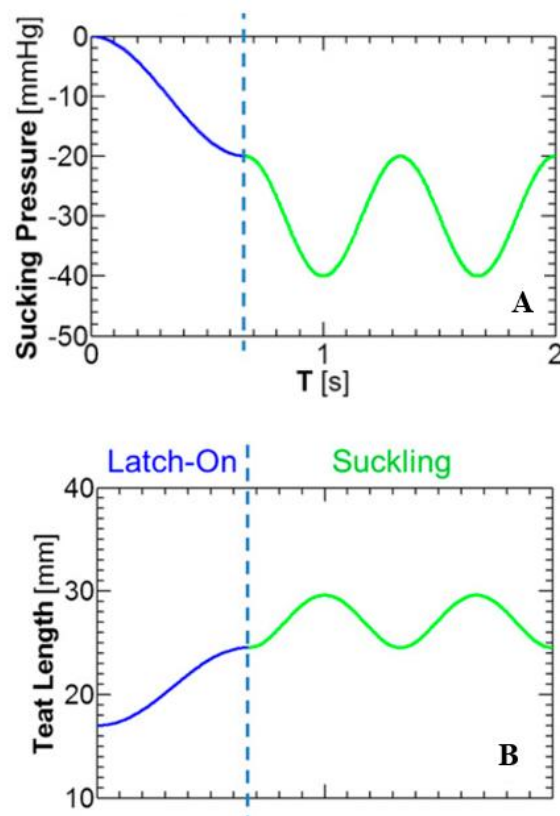 0
-10
-20
-30
-40
-50
Sucking Pressure [mmHg]
A
0 1 2
T [s]
Latch-On Suckling
40
30
20
10
Teat Length [mm]
B